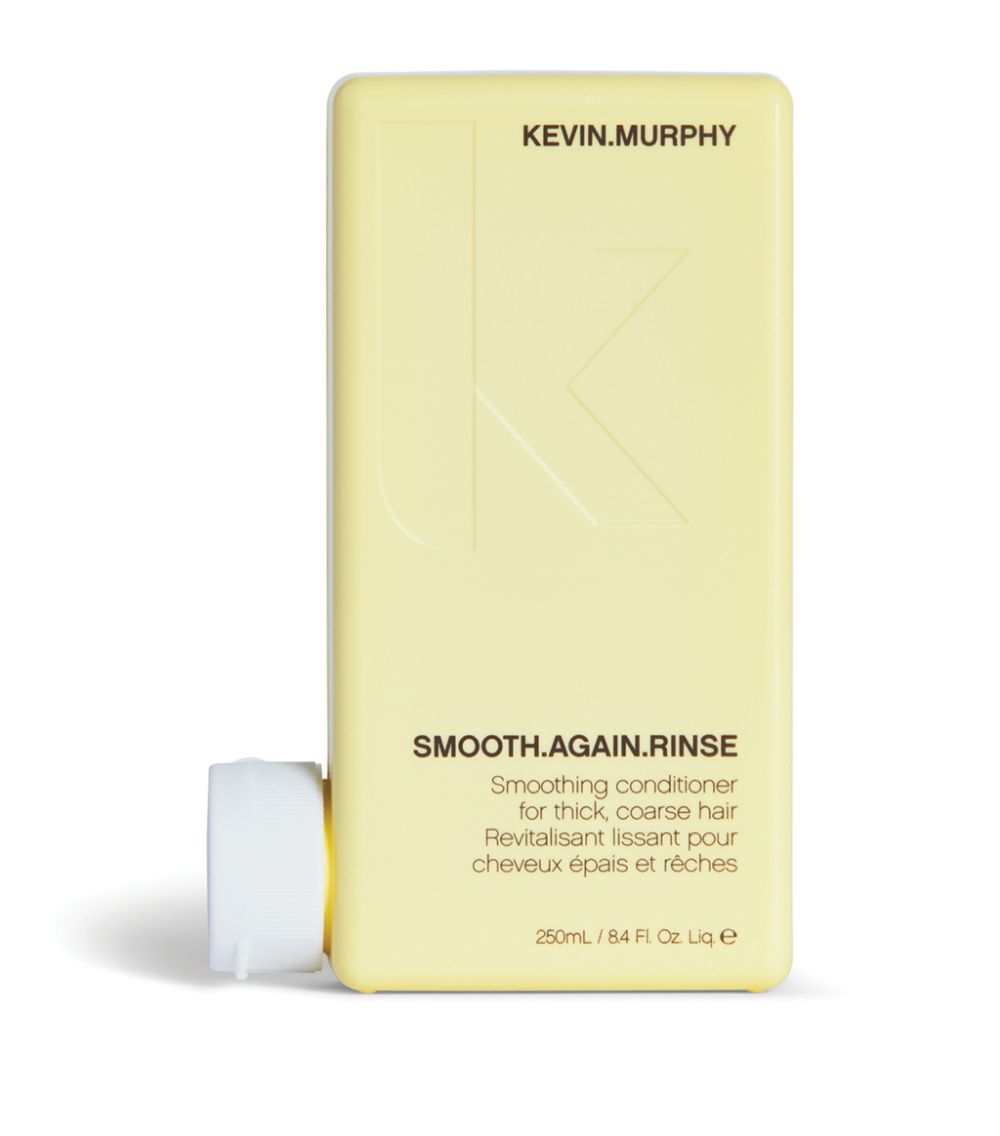 KEVIN.MURPHY
k
SMOOTH.AGAIN.RINSE
Smoothing conditioner
for thick, coarse hair
Revitalisant lissant pour
cheveux épais et rêches
250mL / 8.4 Fl. Oz. Liq. ℮